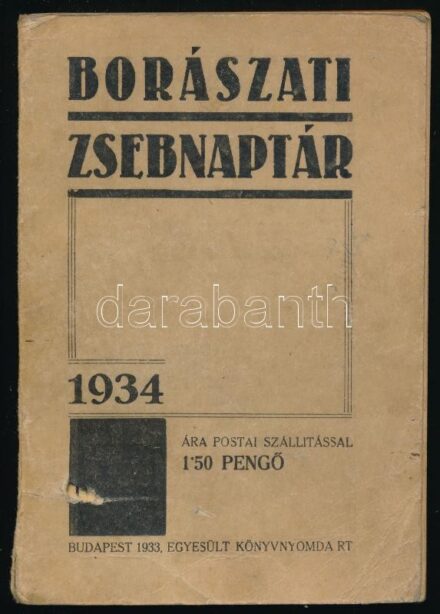 BORÁSZATI
ZSEBNAPTÁR
darabanth
1934
ÁRA POSTAI SZÁLLITÁSSAL
1·50 PENGŐ
BUDAPEST 1933, EGYESÜLT KÖNYVNYOMDA RT